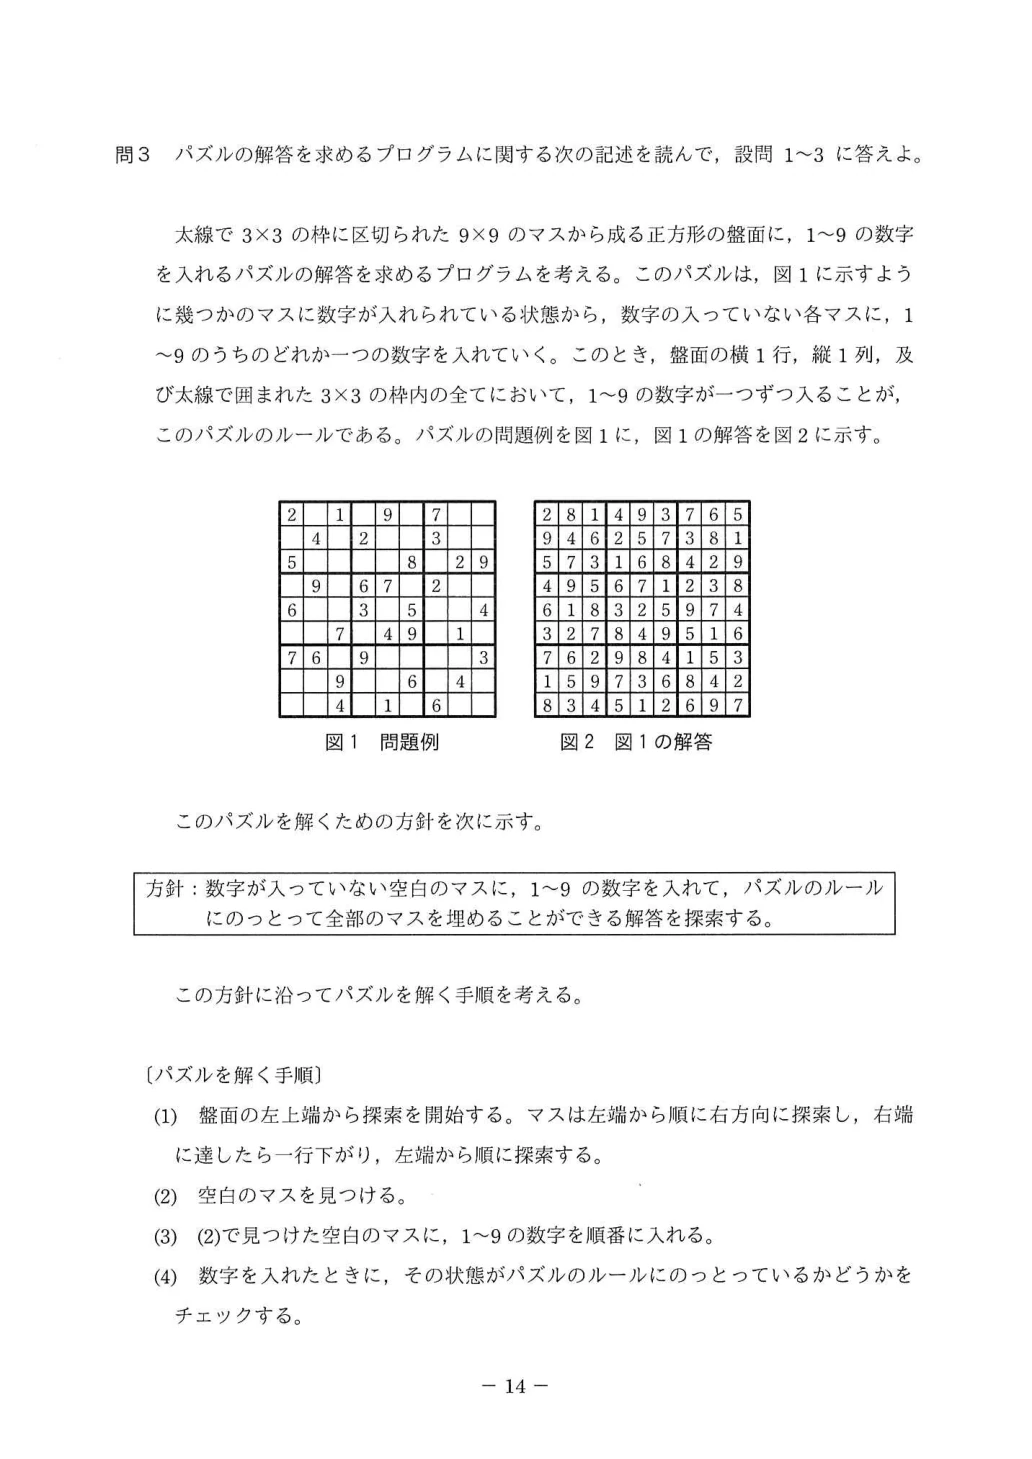 問3　パズルの解答を求めるプログラムに関する次の記述を読んで，設問 1～3 に答えよ。
太線で 3×3 の枠に区切られた 9×9 のマスから成る正方形の盤面に，1～9 の数字
を入れるパズルの解答を求めるプログラムを考える。このパズルは，図 1 に示すよう
に幾つかのマスに数字が入れられている状態から，数字の入っていない各マスに，1
～9 のうちのどれか一つの数字を入れていく。このとき，盤面の横 1 行，縦 1 列，及
び太線で囲まれた 3×3 の枠内の全てにおいて，1～9 の数字が一つずつ入ることが，
このパズルのルールである。パズルの問題例を図 1 に，図 1 の解答を図 2 に示す。
2 1 9 7
4 2 3
5 8 2 9
9 6 7 2
6 3 5 4
7 4 9 1
7 6 9 3
9 6 4
4 1 6
図1　問題例
2 8 1 4 9 3 7 6 5
9 4 6 2 5 7 3 8 1
5 7 3 1 6 8 4 2 9
4 9 5 6 7 1 2 3 8
6 1 8 3 2 5 9 7 4
3 2 7 8 4 9 5 1 6
7 6 2 9 8 4 1 5 3
1 5 9 7 3 6 8 4 2
8 3 4 5 1 2 6 9 7
図2　図1の解答
このパズルを解くための方針を次に示す。
方針：数字が入っていない空白のマスに，1～9 の数字を入れて，パズルのルール
にのっとって全部のマスを埋めることができる解答を探索する。
この方針に沿ってパズルを解く手順を考える。
〔パズルを解く手順〕
(1)　盤面の左上端から探索を開始する。マスは左端から順に右方向に探索し，右端
に達したら一行下がり，左端から順に探索する。
(2)　空白のマスを見つける。
(3)　(2)で見つけた空白のマスに，1～9 の数字を順番に入れる。
(4)　数字を入れたときに，その状態がパズルのルールにのっとっているかどうかを
チェックする。
－ 14 －